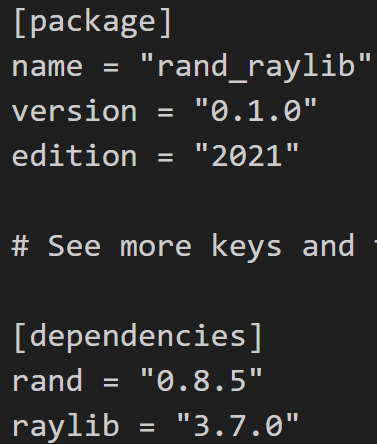 [package]
name = "rand_raylib"
version = "0.1.0"
edition = "2021"
# See more keys and
[dependencies]
rand = "0.8.5"
raylib = "3.7.0"